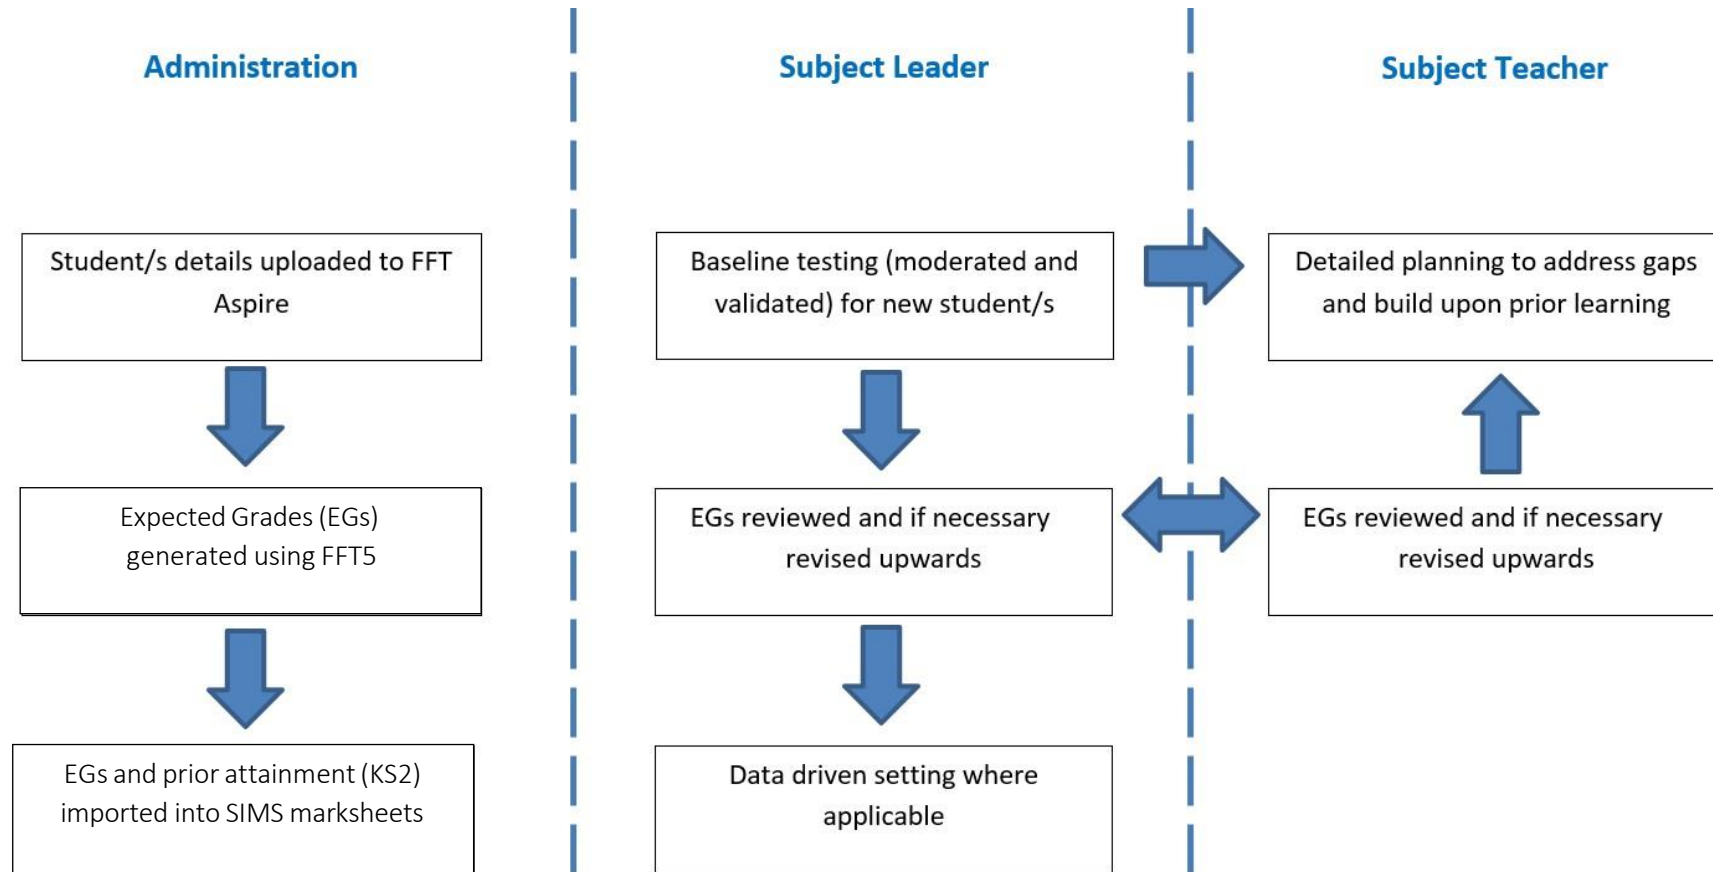 Administration
Subject Leader
Subject Teacher
Student/s details uploaded to FFT
Aspire
Baseline testing (moderated and
validated) for new student/s
Detailed planning to address gaps
and build upon prior learning
Expected Grades (EGs)
generated using FFT5
EGs reviewed and if necessary
revised upwards
EGs reviewed and if necessary
revised upwards
EGs and prior attainment (KS2)
imported into SIMS marksheets
Data driven setting where
applicable